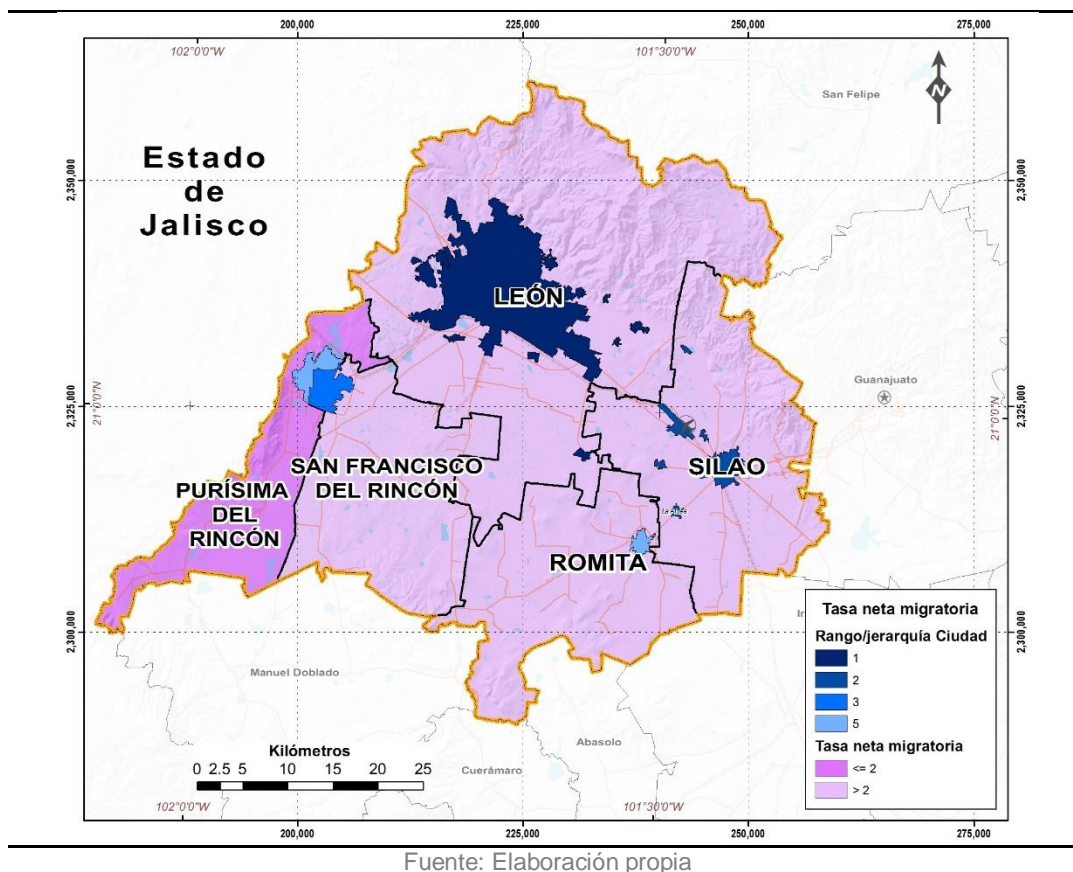 200,000 225,000 250,000 275,000
102°0'0"W 101°30'0"W
San Felipe
N
Estado
de
Jalisco
2,350,000 2,350,000
LEÓN
Guanajuato
2,325,000 2,325,000
21°0'0"N 21°0'0"N
SAN FRANCISCO
DEL RINCÓN
SILAO
PURÍSIMA
DEL
RINCÓN
ROMITA
2,300,000 2,300,000
Manuel Doblado
Abasolo
Cuerámaro
Tasa neta migratoria
Rango/jerarquía Ciudad
1
2
3
5
Tasa neta migratoria
<= 2
> 2
Kilómetros
0 2.5 5 10 15 20 25
102°0'0"W 101°30'0"W
200,000 225,000 250,000 275,000
Fuente: Elaboración propia